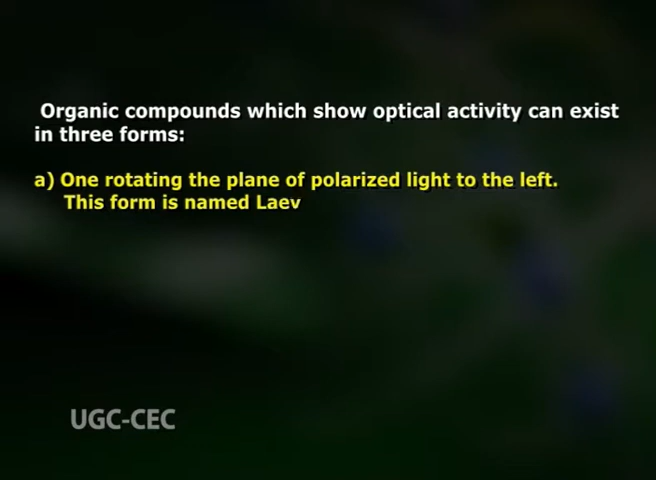 Organic compounds which show optical activity can exist
in three forms:
a) One rotating the plane of polarized light to the left.
This form is named Laev
UGC-CEC